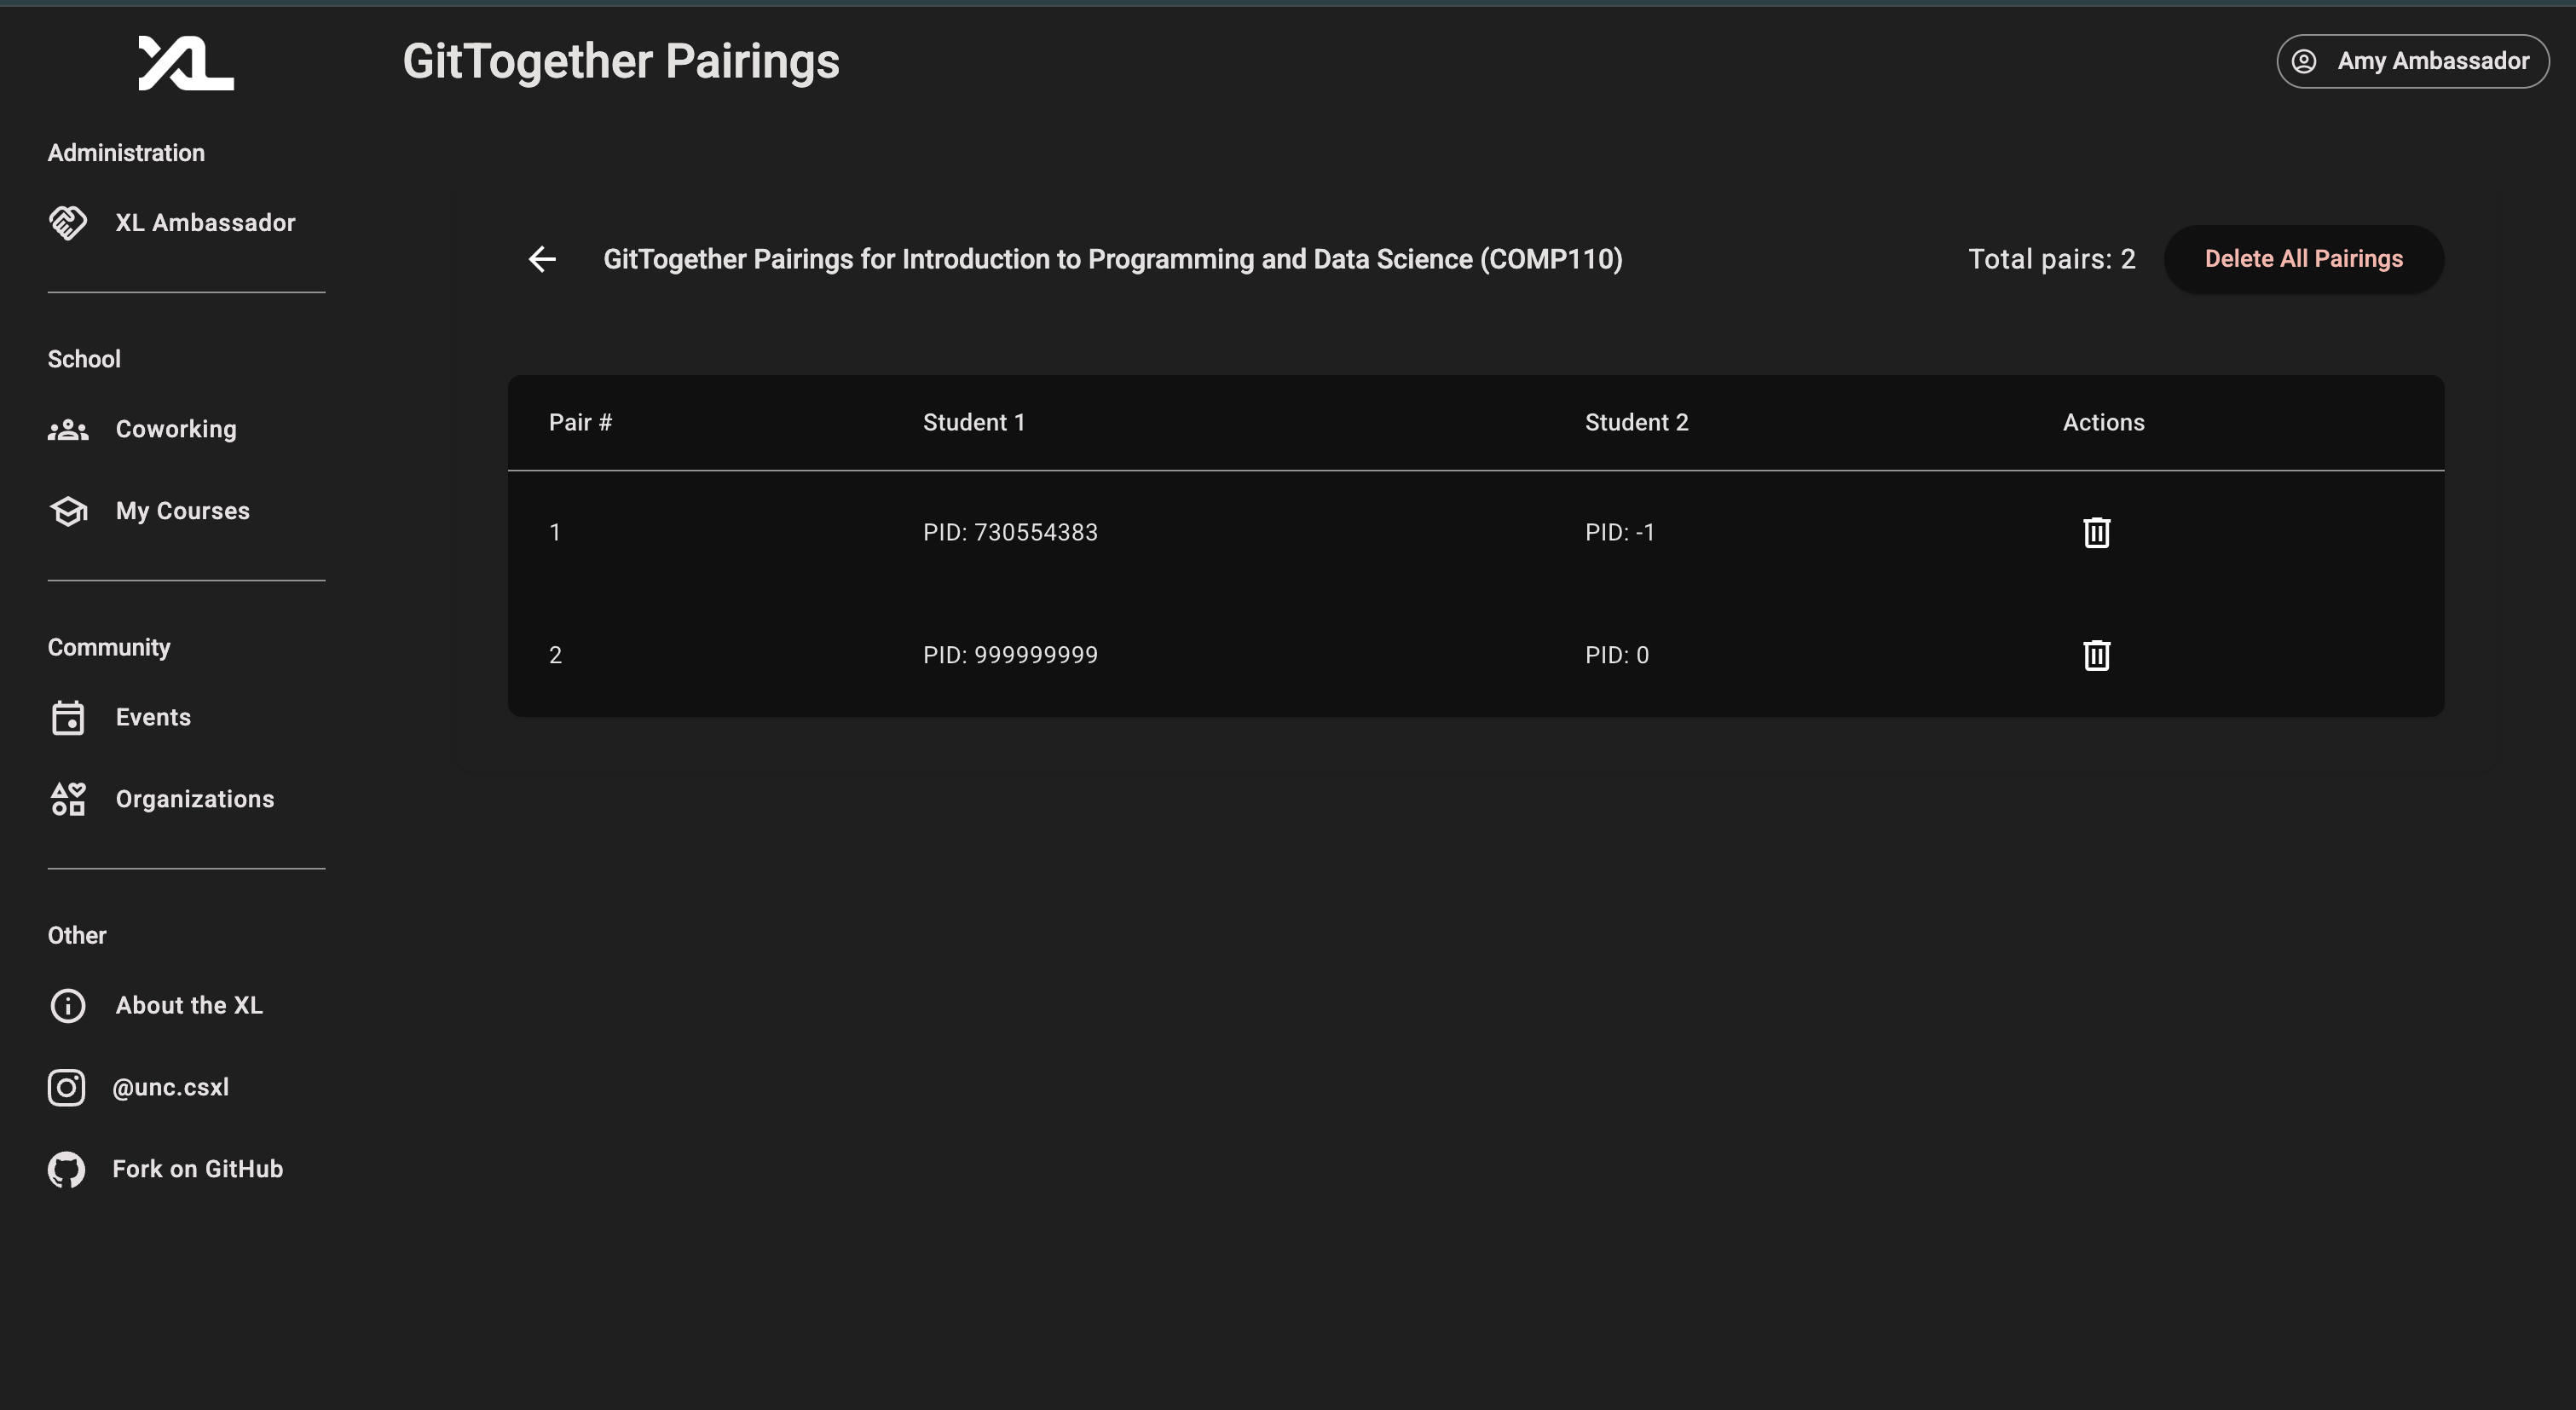 XL
GitTogether Pairings
Amy Ambassador
Administration
XL Ambassador
School
Coworking
My Courses
Community
Events
Organizations
Other
About the XL
@unc.csxl
Fork on GitHub
GitTogether Pairings for Introduction to Programming and Data Science (COMP110)
Total pairs: 2
Delete All Pairings
Pair # Student 1 Student 2 Actions
1 PID: 730554383 PID: -1
2 PID: 999999999 PID: 0